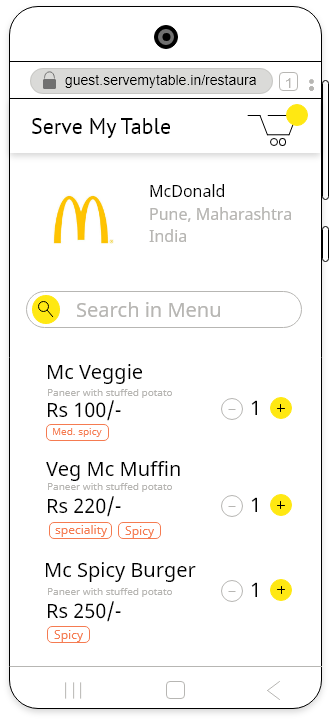 guest.servemytable.in/restaura
1
Serve My Table
McDonald
Pune, Maharashtra
India
Search in Menu
Mc Veggie
Paneer with stuffed potato
Rs 100/-
1
Med. spicy
Veg Mc Muffin
Paneer with stuffed potato
Rs 220/-
1
speciality
Spicy
Mc Spicy Burger
Paneer with stuffed potato
Rs 250/-
1
Spicy